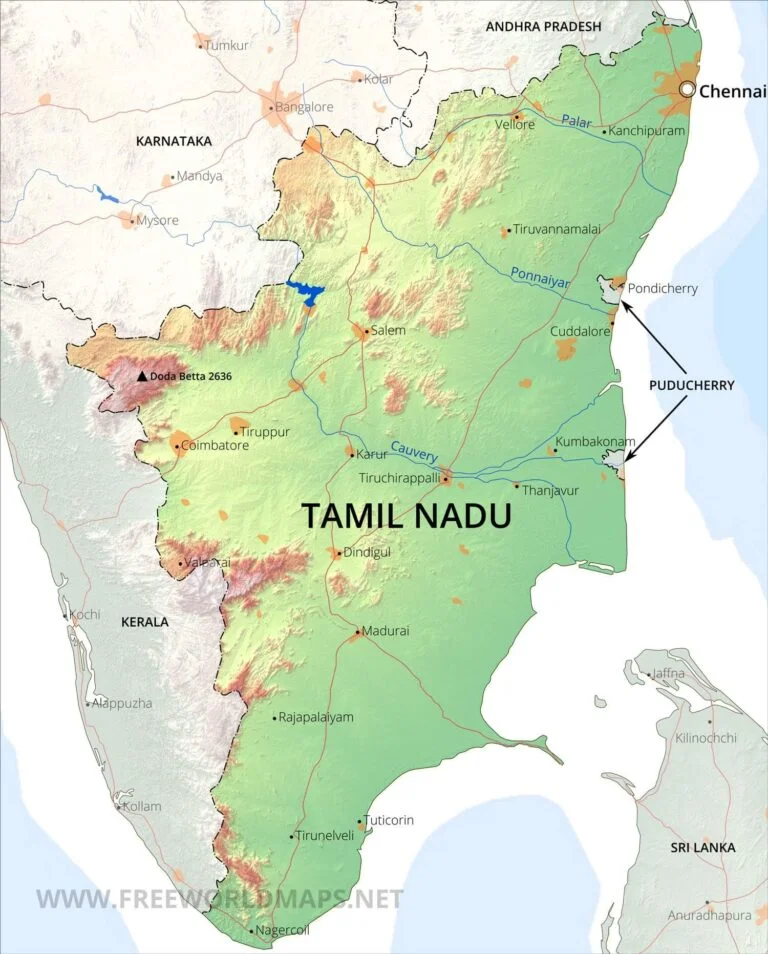 ANDHRA PRADESH
Tumkur
Kolar
Chennai
Bangalore
Vellore
Palar
Kanchipuram
KARNATAKA
Mandya
Mysore
Tiruvannamalai
Ponnaiyar
Pondicherry
Salem
Cuddalore
Doda Betta 2636
PUDUCHERRY
Tiruppur
Coimbatore
Kumbakonam
Karur
Cauvery
Tiruchirappalli
Thanjavur
TAMIL NADU
Dindigul
Valparai
Kochi
KERALA
Madurai
Jaffna
Alappuzha
Rajapalaiyam
Kilinochchi
Kollam
Tuticorin
Tirunelveli
SRI LANKA
WWW.FREEWORLDMAPS.NET
Anuradhapura
Nagercoil